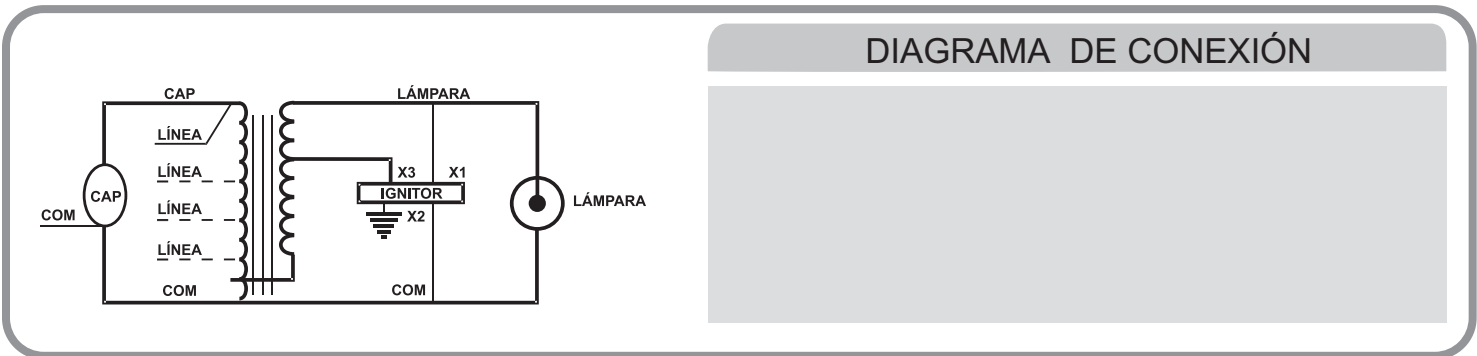 DIAGRAMA DE CONEXIÓN
CAP
LÁMPARA
LÍNEA
X3 X1
LÍNEA
IGNITOR
CAP
LÁMPARA
LÍNEA
COM
X2
LÍNEA
COM
COM